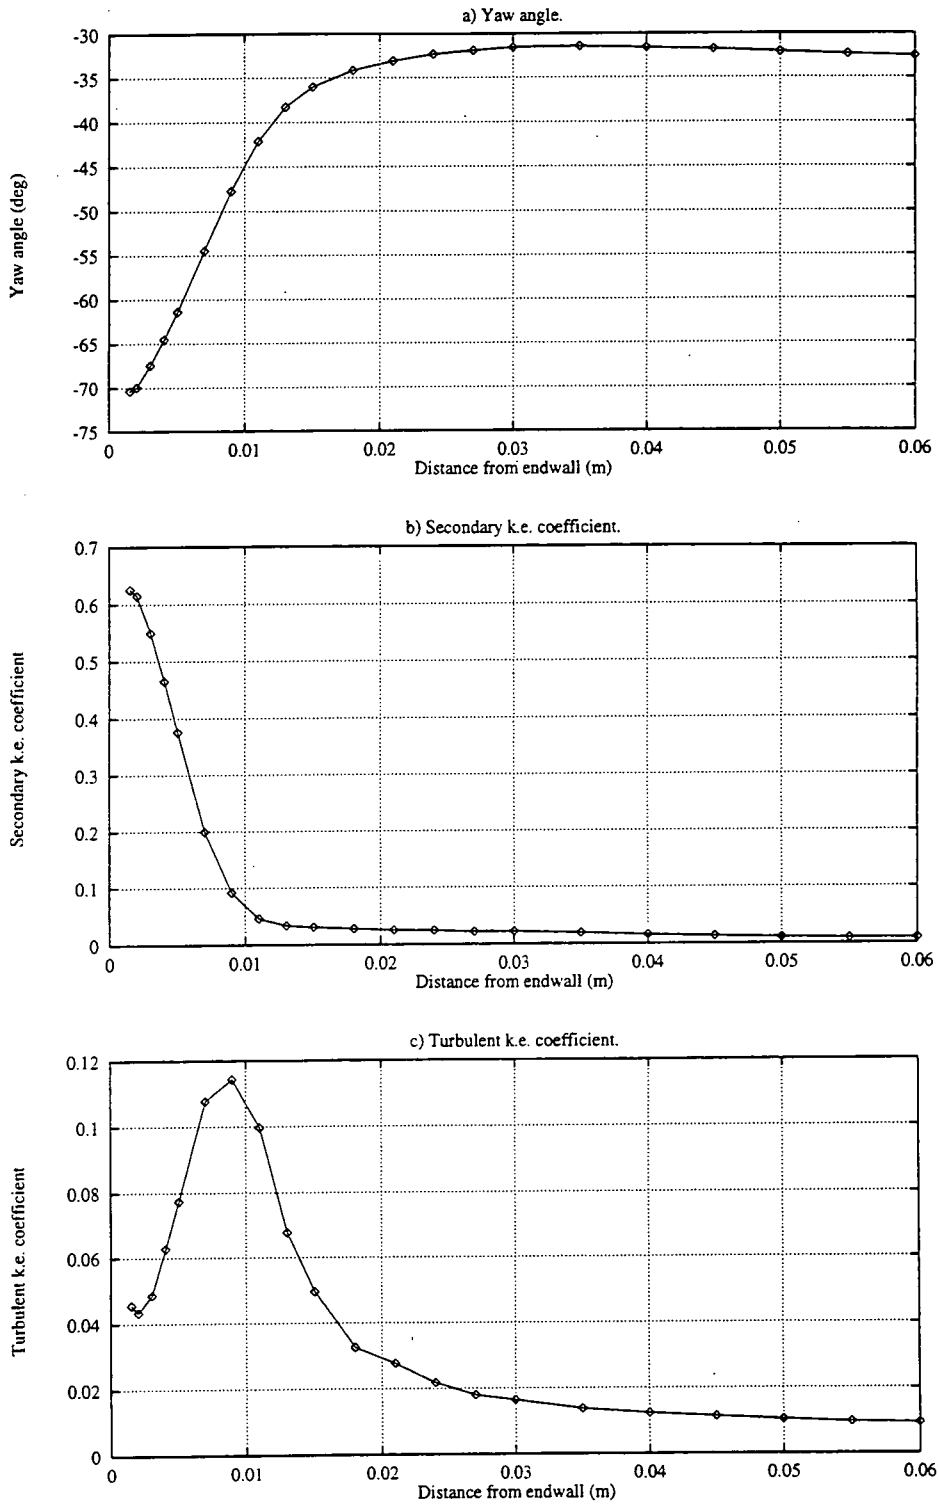 a) Yaw angle.
-30
-35
-40
-45
-50
-55
-60
-65
-70
-75
Yaw angle (deg)
0 0.01 0.02 0.03 0.04 0.05 0.06
Distance from endwall (m)
b) Secondary k.e. coefficient.
0.7
0.6
0.5
0.4
0.3
0.2
0.1
0
Secondary k.e. coefficient
0 0.01 0.02 0.03 0.04 0.05 0.06
Distance from endwall (m)
c) Turbulent k.e. coefficient.
0.12
0.1
0.08
0.06
0.04
0.02
0
Turbulent k.e. coefficient
0 0.01 0.02 0.03 0.04 0.05 0.06
Distance from endwall (m)